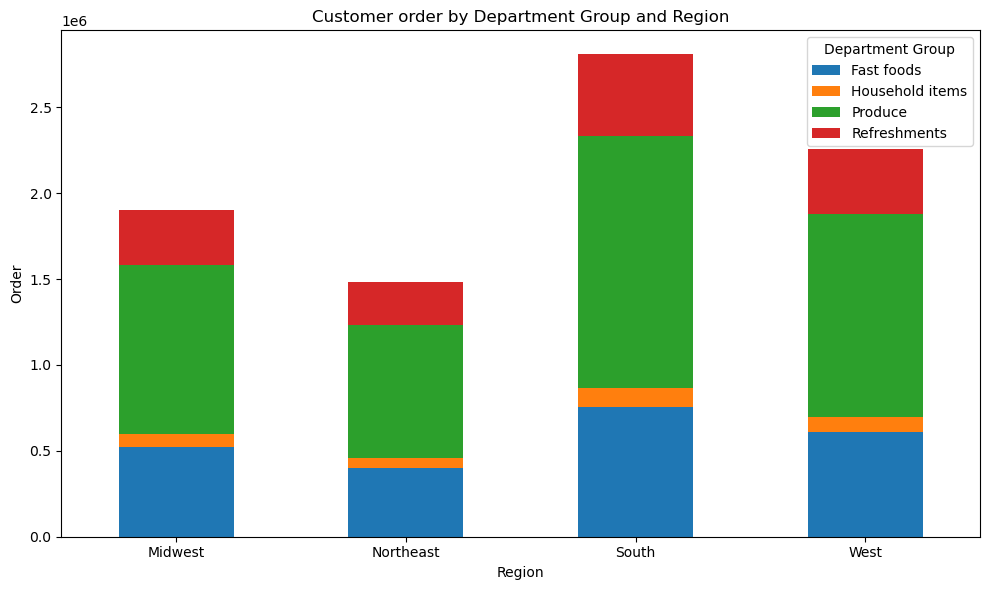 Customer order by Department Group and Region
1e6
Department Group
Fast foods
Household items
Produce
Refreshments
2.5
2.0
1.5
1.0
0.5
0.0
Order
Midwest
Northeast
South
West
Region